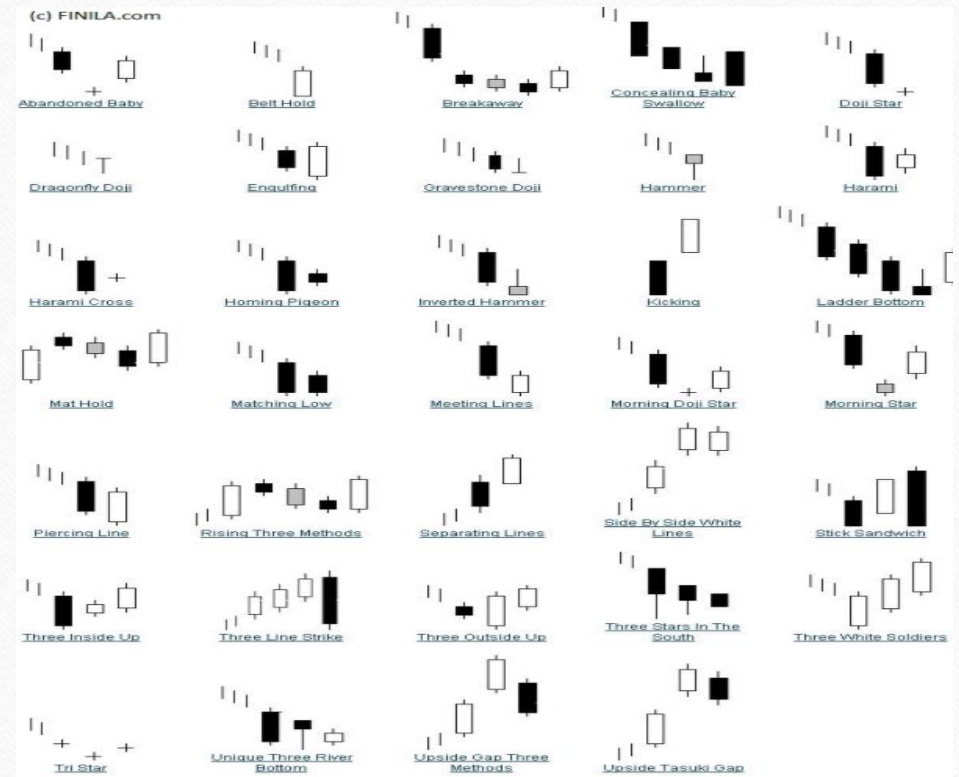 (c) FINILA.com
Abandoned Baby
Belt Hold
Breakaway
Concealing Baby
Swallow
Doji Star
Dragonfly Doji
Engulfing
Gravestone Doji
Hammer
Harami
Harami Cross
Homing Pigeon
Inverted Hammer
Kicking
Ladder Bottom
Mat Hold
Matching Low
Meeting Lines
Morning Doji Star
Morning Star
Piercing Line
Rising Three Methods
Separating Lines
Side By Side White
Lines
Stick Sandwich
Three Inside Up
Three Line Strike
Three Outside Up
Three Stars In The
South
Three White Soldiers
Tri Star
Unique Three River
Bottom
Upside Gap Three
Methods
Upside Tasuki Gap